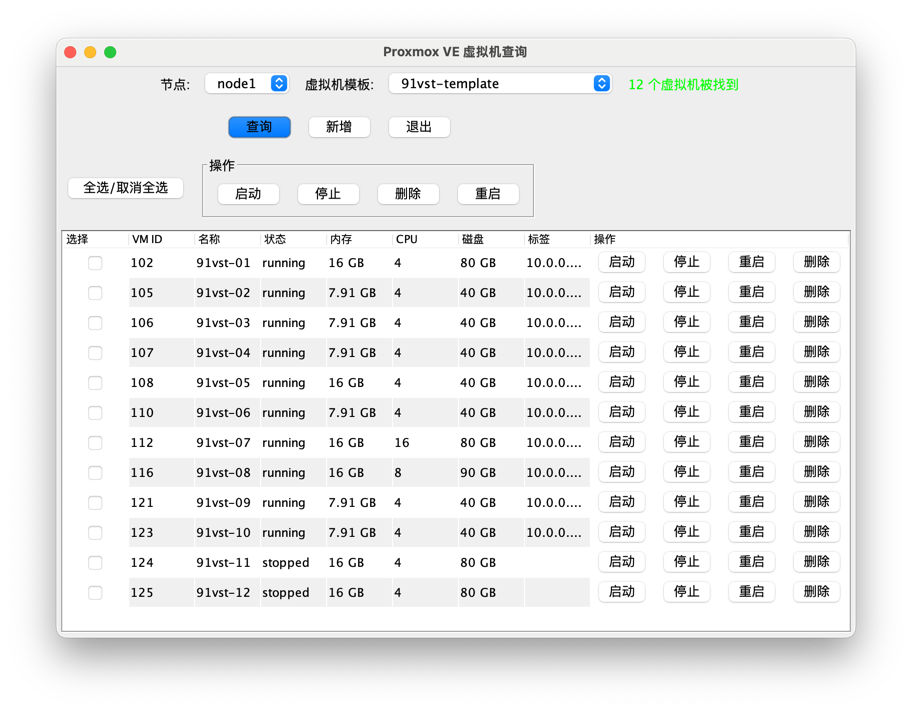 Proxmox VE 虚拟机查询
节点: node1 虚拟机模板: 91vst-template 12 个虚拟机被找到
查询 新增 退出
操作
全选/取消全选 启动 停止 删除 重启
选择 VM ID 名称 状态 内存 CPU 磁盘 标签 操作
102 91vst-01 running 16 GB 4 80 GB 10.0.0.... 启动 停止 重启 删除
105 91vst-02 running 7.91 GB 4 40 GB 10.0.0.... 启动 停止 重启 删除
106 91vst-03 running 7.91 GB 4 40 GB 10.0.0.... 启动 停止 重启 删除
107 91vst-04 running 7.91 GB 4 40 GB 10.0.0.... 启动 停止 重启 删除
108 91vst-05 running 16 GB 4 40 GB 10.0.0.... 启动 停止 重启 删除
110 91vst-06 running 7.91 GB 4 40 GB 10.0.0.... 启动 停止 重启 删除
112 91vst-07 running 16 GB 16 80 GB 10.0.0.... 启动 停止 重启 删除
116 91vst-08 running 16 GB 8 90 GB 10.0.0.... 启动 停止 重启 删除
121 91vst-09 running 7.91 GB 4 40 GB 10.0.0.... 启动 停止 重启 删除
123 91vst-10 running 7.91 GB 4 40 GB 10.0.0.... 启动 停止 重启 删除
124 91vst-11 stopped 16 GB 4 80 GB 启动 停止 重启 删除
125 91vst-12 stopped 16 GB 4 80 GB 启动 停止 重启 删除